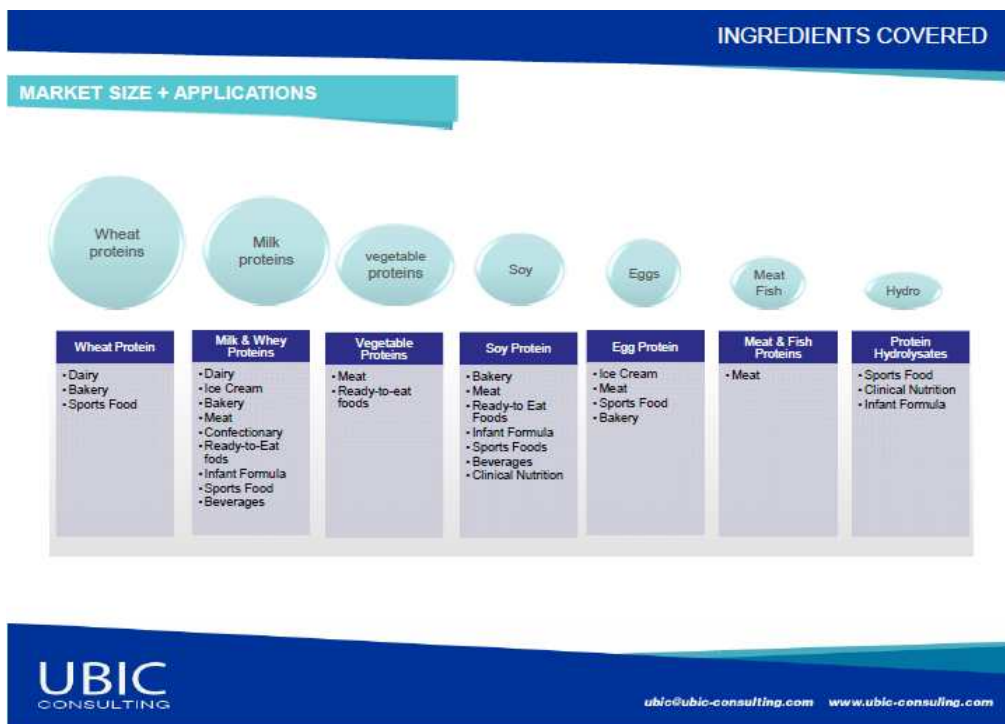 INGREDIENTS COVERED
MARKET SIZE + APPLICATIONS
Wheat
proteins
Milk
proteins
vegetable
proteins
Soy
Eggs
Meat
Fish
Hydro
Wheat Protein
• Dairy
• Bakery
• Sports Food
Milk & Whey
Proteins
• Dairy
• Ice Cream
• Bakery
• Meat
• Confectionary
• Ready-to-Eat
fods
• Infant Formula
• Sports Food
• Beverages
Vegetable
Proteins
• Meat
• Ready-to-eat
foods
Soy Protein
• Bakery
• Meat
• Ready-to Eat
Foods
• Infant Formula
• Sports Foods
• Beverages
• Clinical Nutrition
Egg Protein
• Ice Cream
• Meat
• Sports Food
• Bakery
Meat & Fish
Proteins
• Meat
Protein
Hydrolysates
• Sports Food
• Clinical Nutrition
• Infant Formula
UBIC
CONSULTING
ubic@ubic-consulting.com www.ubic-consuling.com